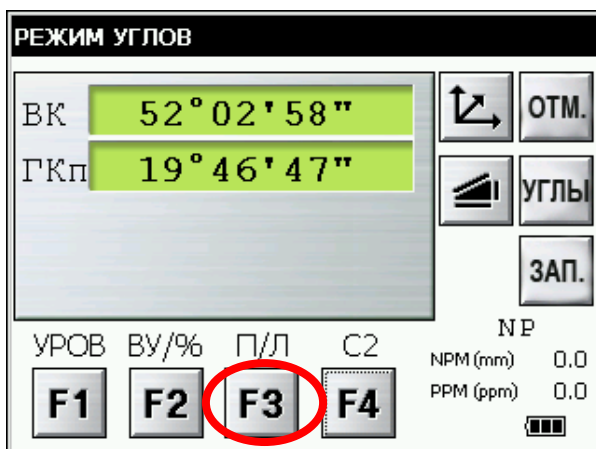 РЕЖИМ УГЛОВ
ВК 52°02'58"
ГКп 19°46'47"
ОТМ.
УГЛЫ
ЗАП.
УРОВ ВУ/% П/Л С2
F1 F2 F3 F4
NP
NPM (mm) 0.0
PPM (ppm) 0.0